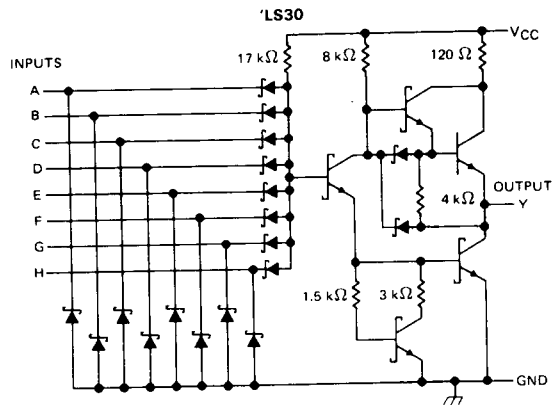 'LS30
VCC
17 kΩ
8 kΩ
120 Ω
INPUTS
A
B
C
D
E
F
G
H
4 kΩ
OUTPUT
Y
1.5 kΩ
3 kΩ
GND